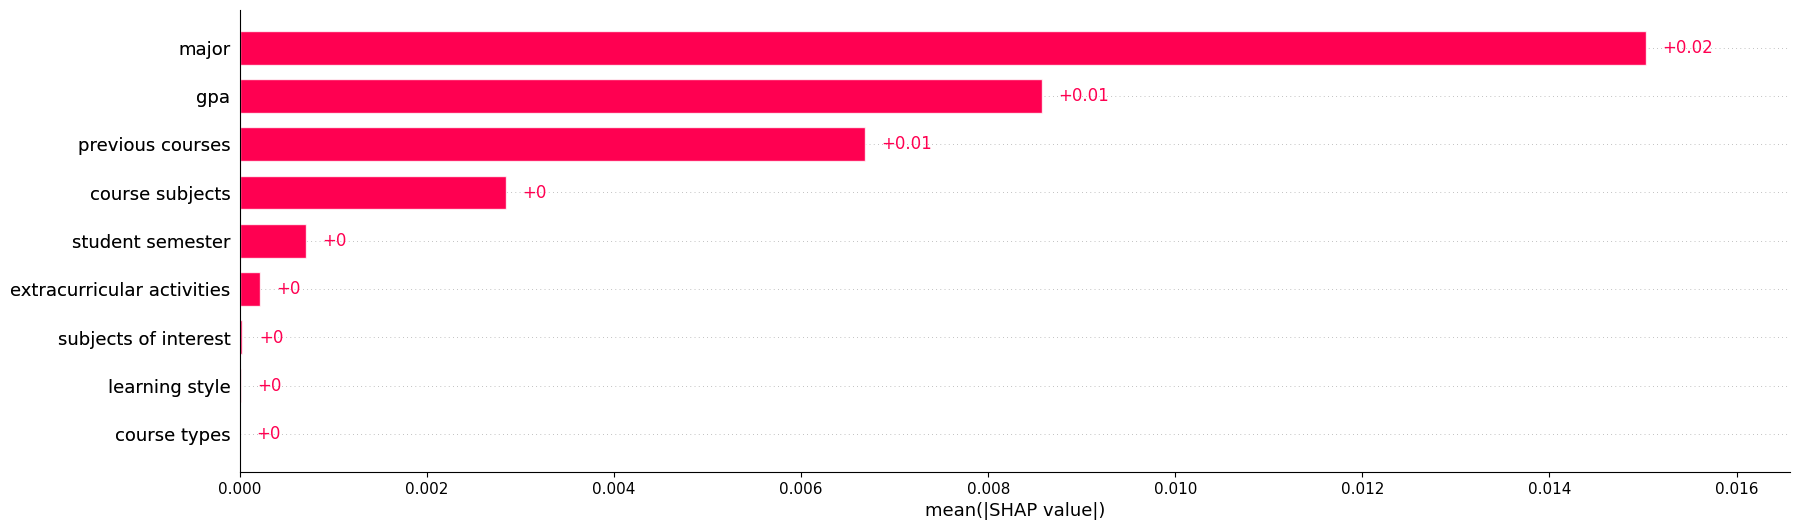 major +0.02
gpa +0.01
previous courses +0.01
course subjects +0
student semester +0
extracurricular activities +0
subjects of interest +0
learning style +0
course types +0
0.000 0.002 0.004 0.006 0.008 0.010 0.012 0.014 0.016
mean(|SHAP value|)